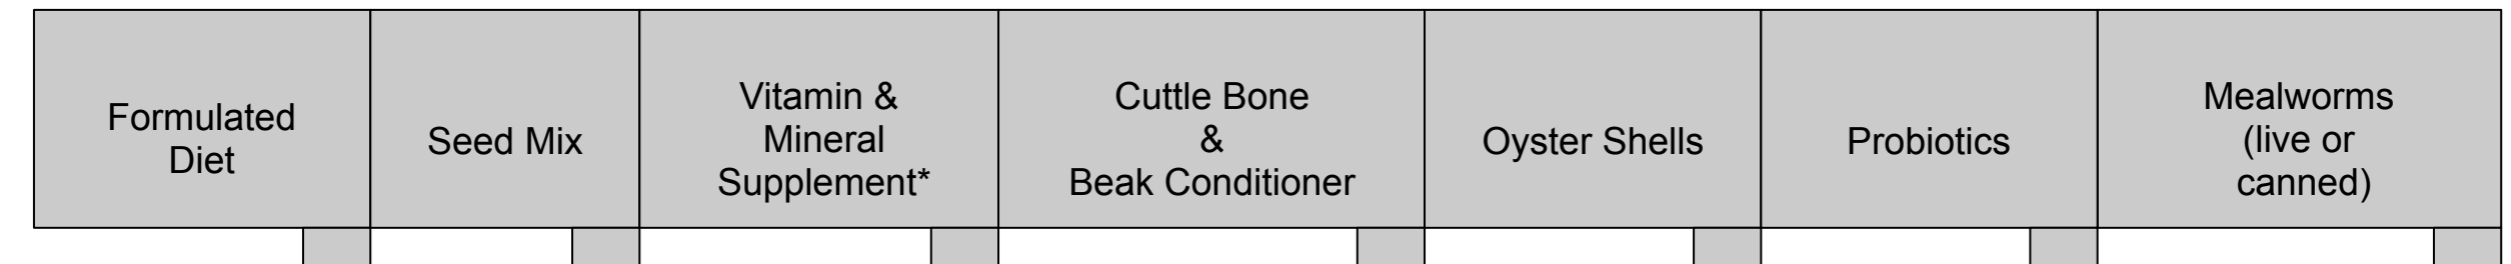 Formulated
Diet
Seed Mix
Vitamin &
Mineral
Supplement*
Cuttle Bone
&
Beak Conditioner
Oyster Shells
Probiotics
Mealworms
(live or
canned)